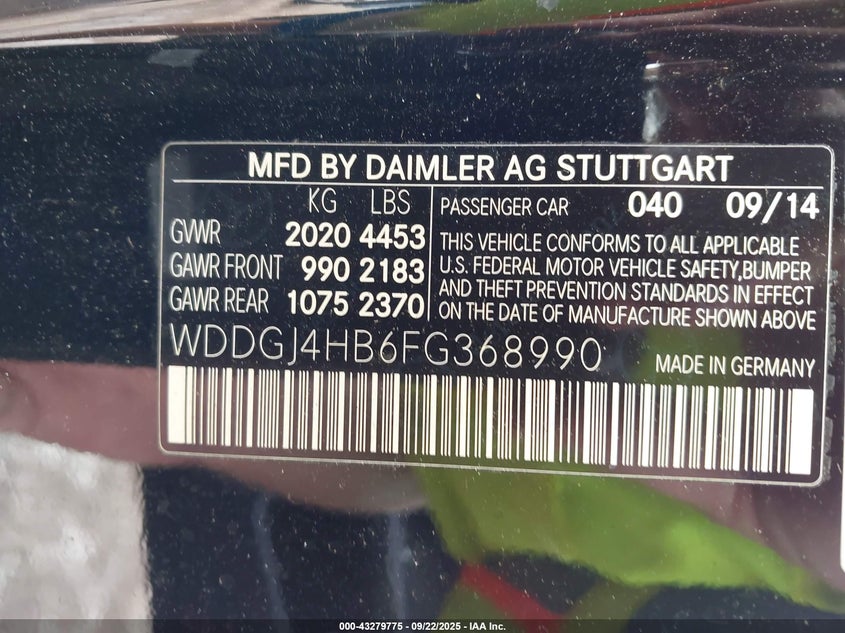 MFD BY DAIMLER AG STUTTGART
KG LBS
GVWR 2020 4453
GAWR FRONT 990 2183
GAWR REAR 1075 2370
PASSENGER CAR 040 09/14
THIS VEHICLE CONFORMS TO ALL APPLICABLE
U.S. FEDERAL MOTOR VEHICLE SAFETY,BUMPER
AND THEFT PREVENTION STANDARDS IN EFFECT
ON THE DATE OF MANUFACTURE SHOWN ABOVE
WDDGJ4HB6FG368990
MADE IN GERMANY
000-43279775 - 09/22/2025 - IAA Inc.